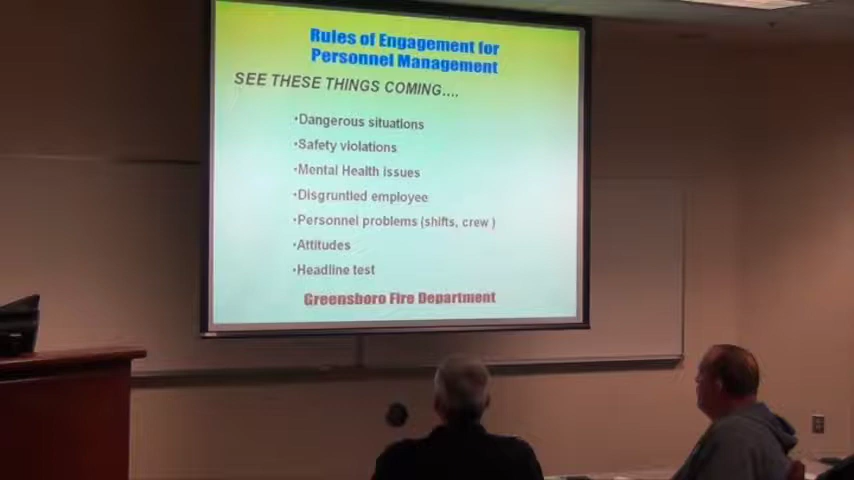 Rules of Engagement for
Personnel Management
SEE THESE THINGS COMING....
•Dangerous situations
•Safety violations
•Mental Health issues
•Disgruntled employee
•Personnel problems (shifts, crew )
•Attitudes
•Headline test
Greensboro Fire Department